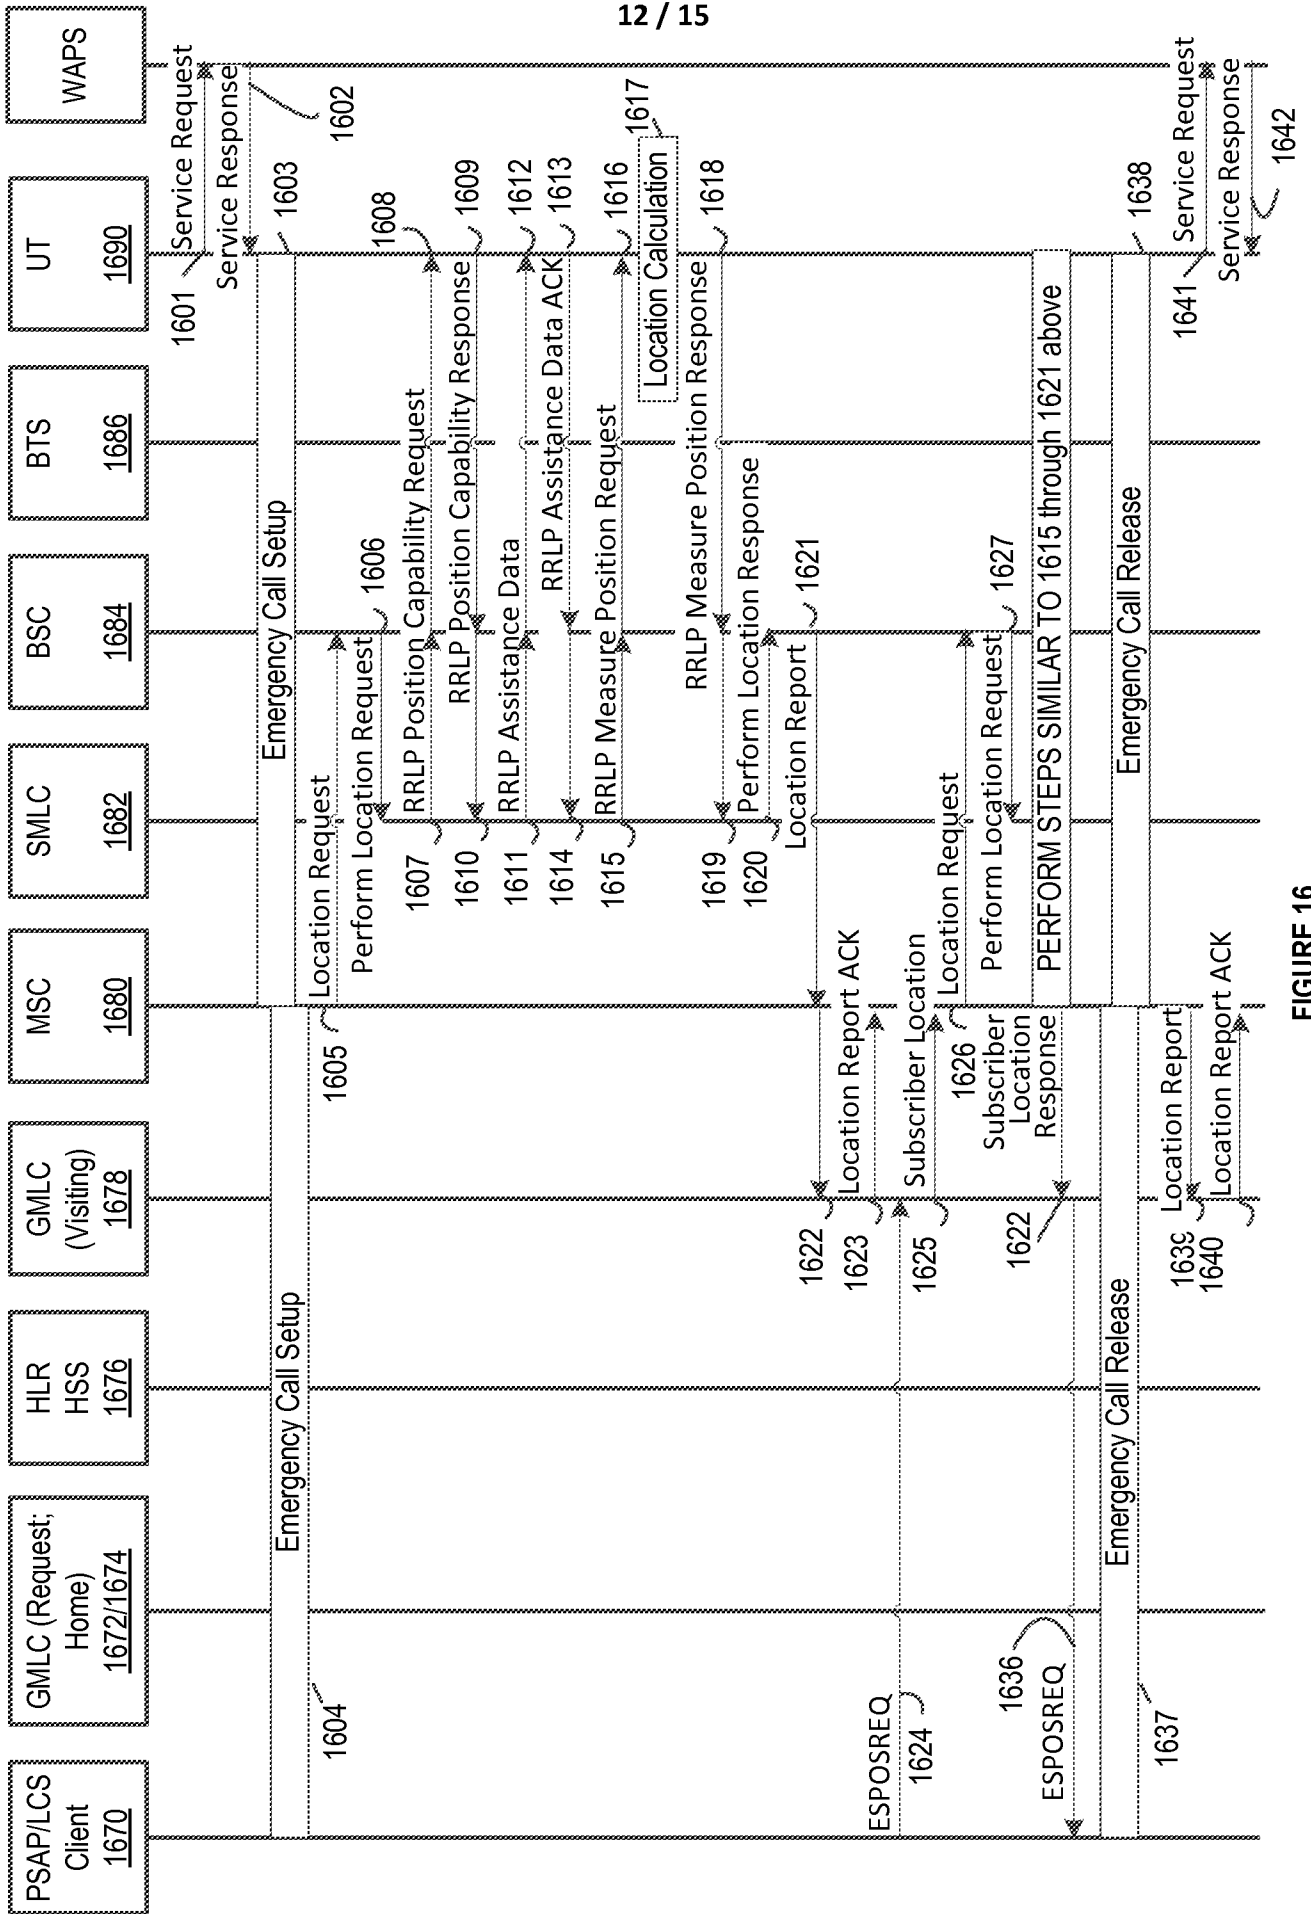 12 / 15
PSAP/LCS
Client
1670
GMLC (Request;
Home)
1672/1674
HLR
HSS
1676
GMLC
(Visiting)
1678
MSC
1680
SMLC
1682
BSC
1684
BTS
1686
UT
1690
WAPS
1601
Service Request
Service Response
1602
Emergency Call Setup
1603
Emergency Call Setup
1604
Location Request
1605
Perform Location Request
1606
RRLP Position Capability Request
1607
1608
RRLP Position Capability Response
1609
1610
RRLP Assistance Data
1611
1612
RRLP Assistance Data ACK
1613
1614
RRLP Measure Position Request
1615
1616
Location Calculation
1617
RRLP Measure Position Response
1618
1619
Perform Location Response
1620
Location Report
1621
1622
Location Report ACK
1623
ESPOSREQ
1624
Subscriber Location
1625
Location Request
1626
Perform Location Request
1627
PERFORM STEPS SIMILAR TO 1615 through 1621 above
Subscriber
Location
Response
1622
1636
ESPOSREQ
Emergency Call Release
1637
Emergency Call Release
1638
Location Report
1639
Location Report ACK
1640
Service Request
1641
Service Response
1642
FIGURE 16